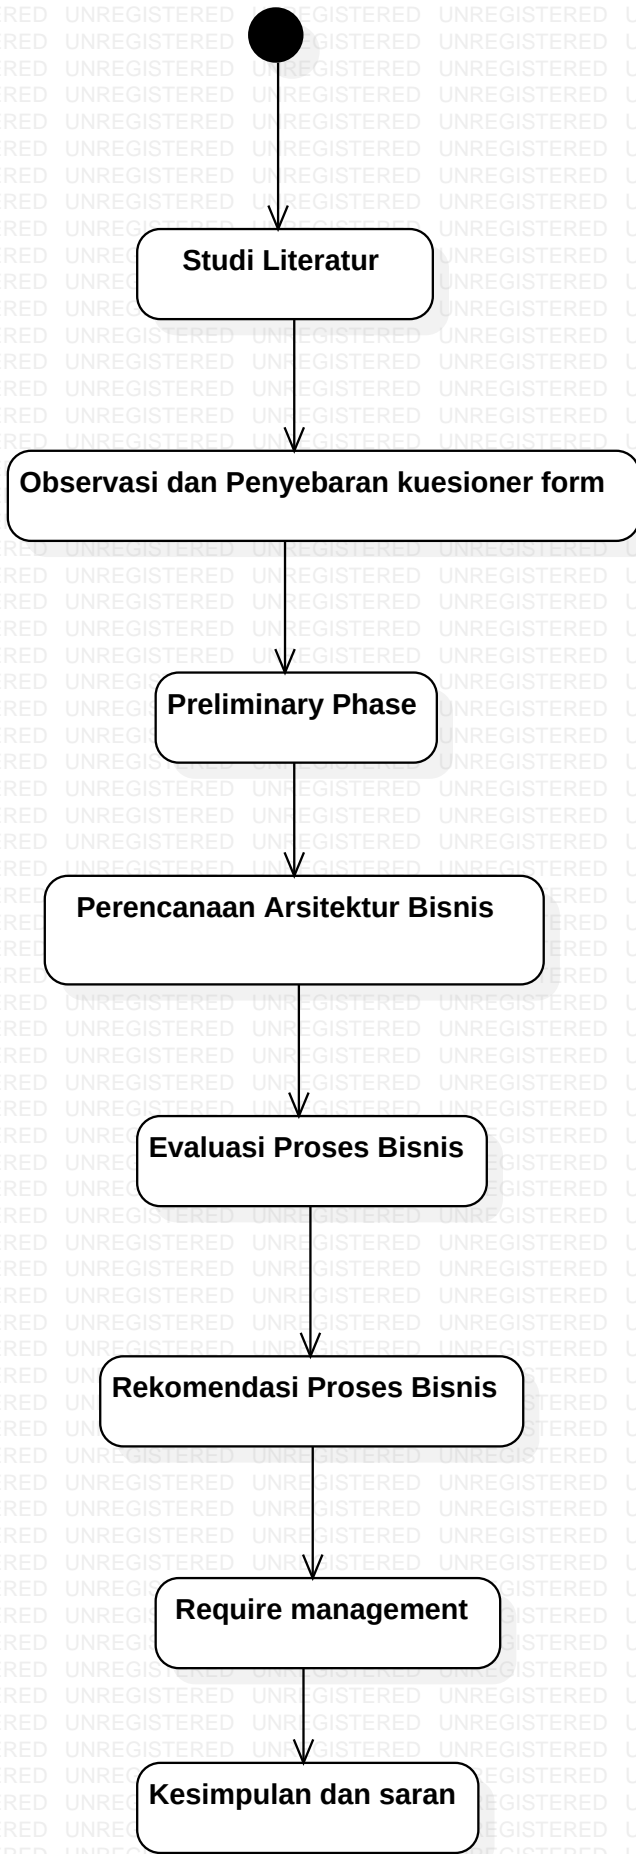 Studi Literatur
Observasi dan Penyebaran kuesioner form
Preliminary Phase
Perencanaan Arsitektur Bisnis
Evaluasi Proses Bisnis
Rekomendasi Proses Bisnis
Require management
Kesimpulan dan saran
UNREGISTERED